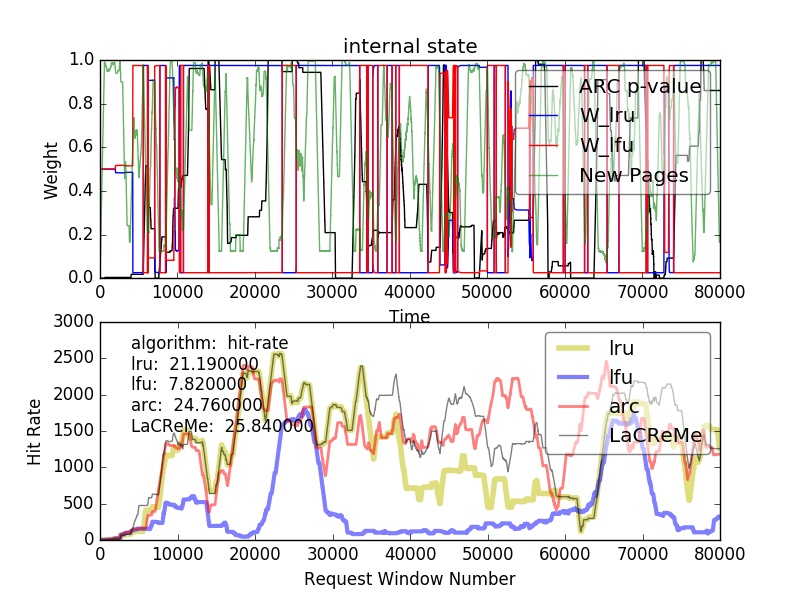 internal state
Weight
1.0
0.8
0.6
0.4
0.2
0.0
ARC p-value
W_lru
W_lfu
New Pages
0 10000 20000 30000 40000 50000 60000 70000 80000
Time
Hit Rate
3000
2500
2000
1500
1000
500
0
algorithm: hit-rate
lru: 21.190000
lfu: 7.820000
arc: 24.760000
LaCReMe: 25.840000
lru
lfu
arc
LaCReMe
0 10000 20000 30000 40000 50000 60000 70000 80000
Request Window Number